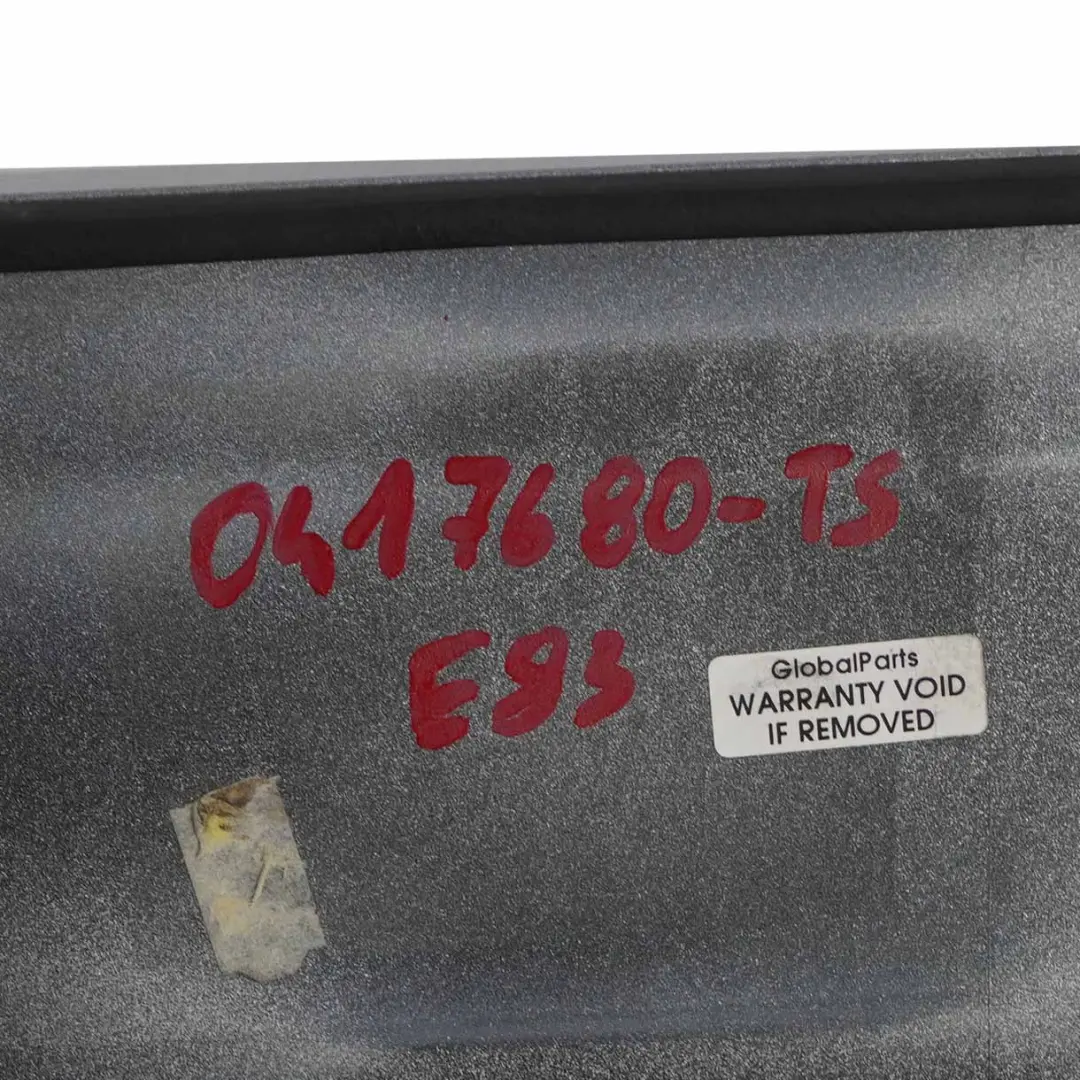 0417680-TS
E93
GlobalParts
WARRANTY VOID
IF REMOVED